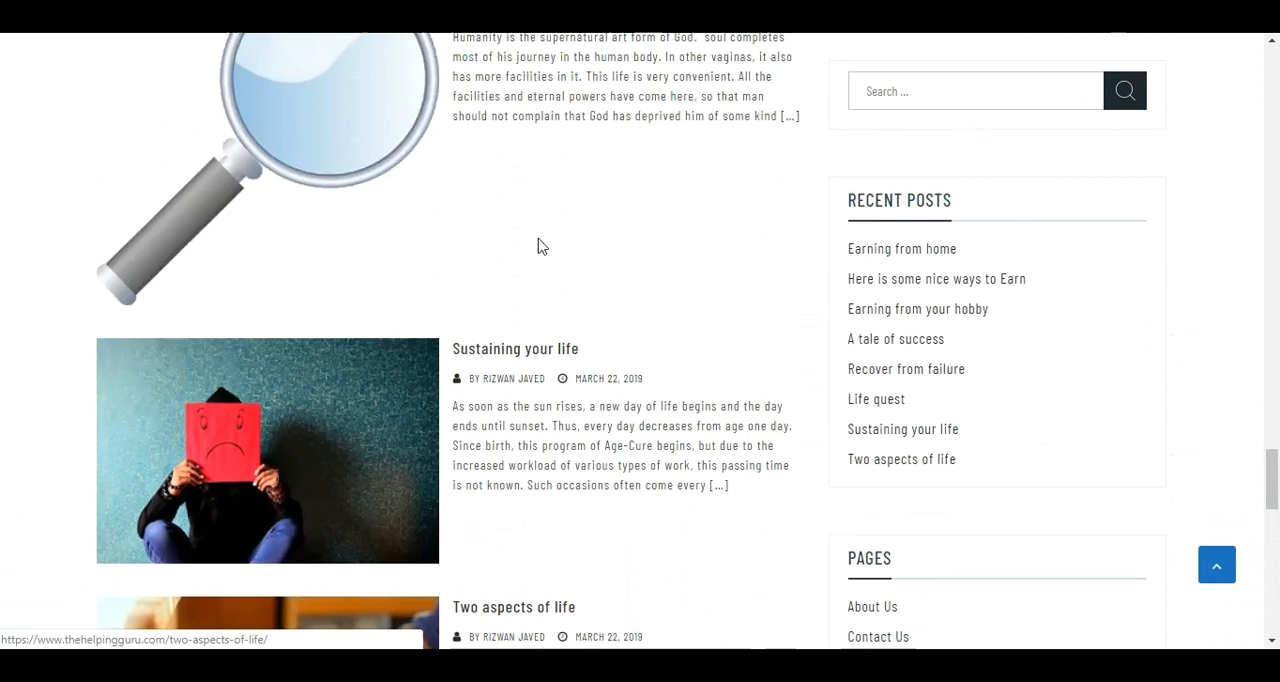 Humanity is the supernatural art form of God. soul completes
most of his journey in the human body. In other vaginas, it also
has more facilities in it. This life is very convenient. All the
facilities and eternal powers have come here, so that man
should not complain that God has deprived him of some kind [...]
Sustaining your life
BY RIZWAN JAVED MARCH 22, 2019
As soon as the sun rises, a new day of life begins and the day
ends until sunset. Thus, every day decreases from age one day.
Since birth, this program of Age-Cure begins, but due to the
increased workload of various types of work, this passing time
is not known. Such occasions often come every [...]
Two aspects of life
BY RIZWAN JAVED MARCH 22, 2019
Search ...
RECENT POSTS
Earning from home
Here is some nice ways to Earn
Earning from your hobby
A tale of success
Recover from failure
Life quest
Sustaining your life
Two aspects of life
PAGES
About Us
Contact Us
https://www.thehelpingguru.com/two-aspects-of-life/